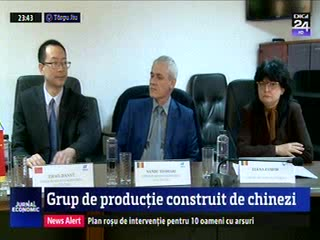 23:43
Târgu Jiu
DIGI
24
HD
Grup de producție construit de chinezi
JURNAL
ECONOMIC
News Alert
Plan roșu de intervenție pentru 10 oameni cu arsuri